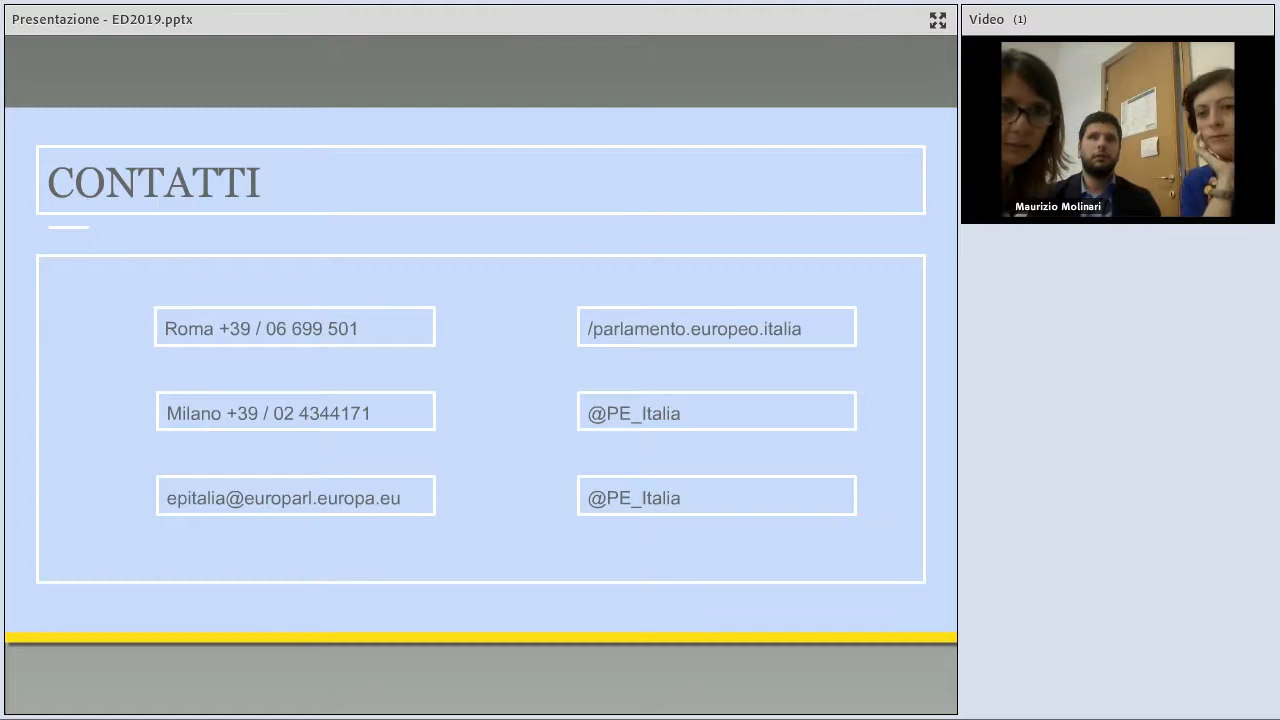 Presentazione - ED2019.pptx
Video (1)
Maurizio Molinari
CONTATTI
Roma +39 / 06 699 501
/parlamento.europeo.italia
Milano +39 / 02 4344171
@PE_Italia
epitalia@europarl.europa.eu
@PE_Italia